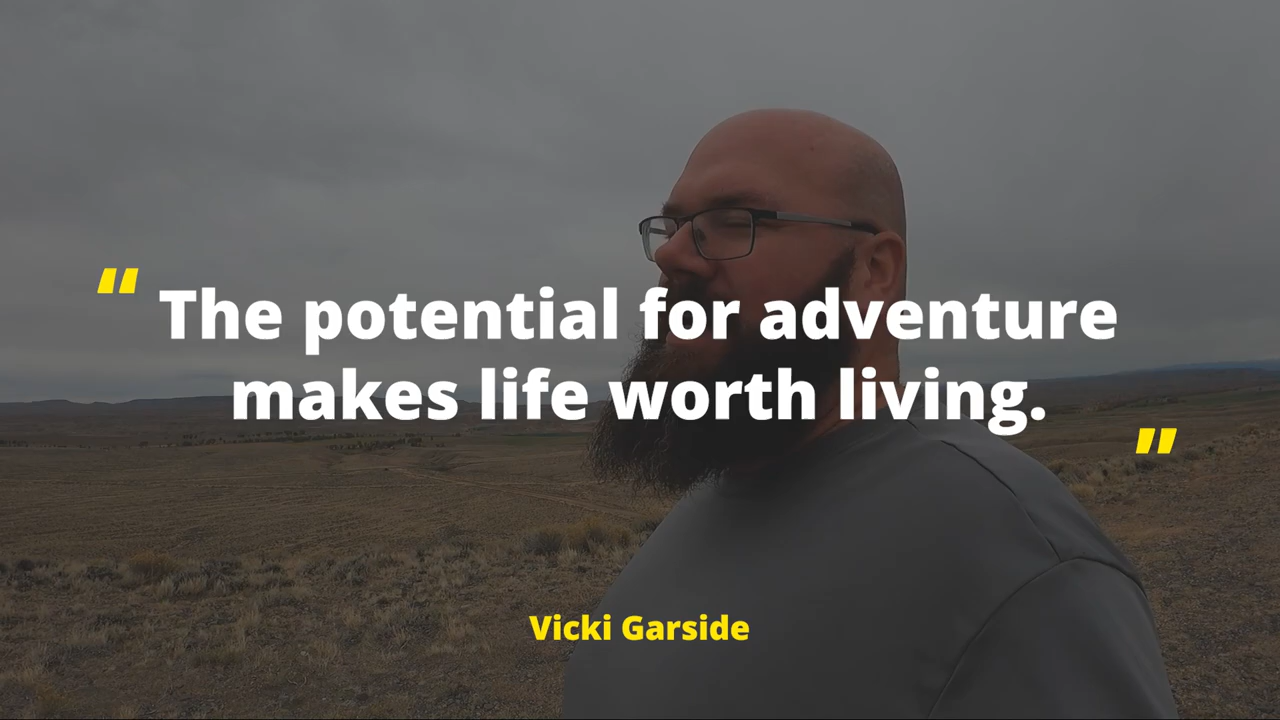 " The potential for adventure
makes life worth living. "
Vicki Garside